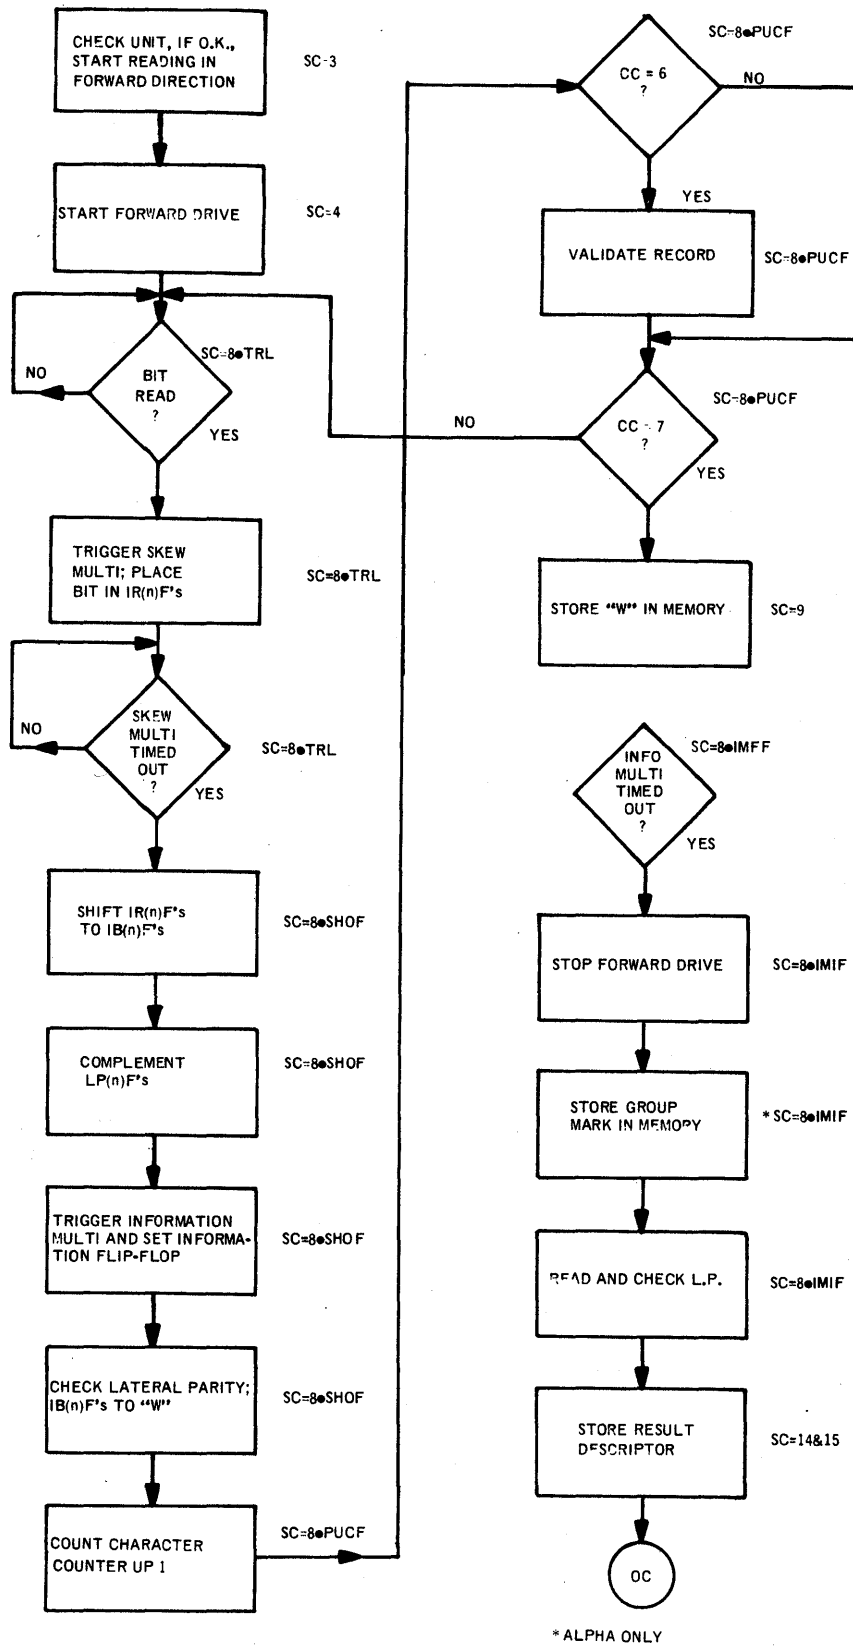 CHECK UNIT, IF O.K.,
START READING IN
FORWARD DIRECTION
SC=3
START FORWARD DRIVE
SC=4
BIT
READ
?
SC=8●TRL
NO
YES
TRIGGER SKEW
MULTI; PLACE
BIT IN IR(n)F's
SC=8●TRL
SKEW
MULTI
TIMED
OUT
?
SC=8●TRL
NO
YES
SHIFT IR(n)F's
TO IB(n)F's
SC=8●SHOF
COMPLEMENT
LP(n)F's
SC=8●SHOF
TRIGGER INFORMATION
MULTI AND SET INFORMA-
TION FLIP-FLOP
SC=8●SHOF
CHECK LATERAL PARITY;
IB(n)F's TO "W"
SC=8●SHOF
COUNT CHARACTER
COUNTER UP 1
SC=8●PUCF
SC=8●PUCF
CC = 6
?
NO
YES
VALIDATE RECORD
SC=8●PUCF
SC=8●PUCF
CC = 7
?
NO
YES
STORE "W" IN MEMORY
SC=9
INFO
MULTI
TIMED
OUT
?
SC=8●IMFF
YES
STOP FORWARD DRIVE
SC=8●IMIF
STORE GROUP
MARK IN MEMORY
* SC=8●IMIF
READ AND CHECK L.P.
SC=8●IMIF
STORE RESULT
DESCRIPTOR
SC=14&15
OC
* ALPHA ONLY